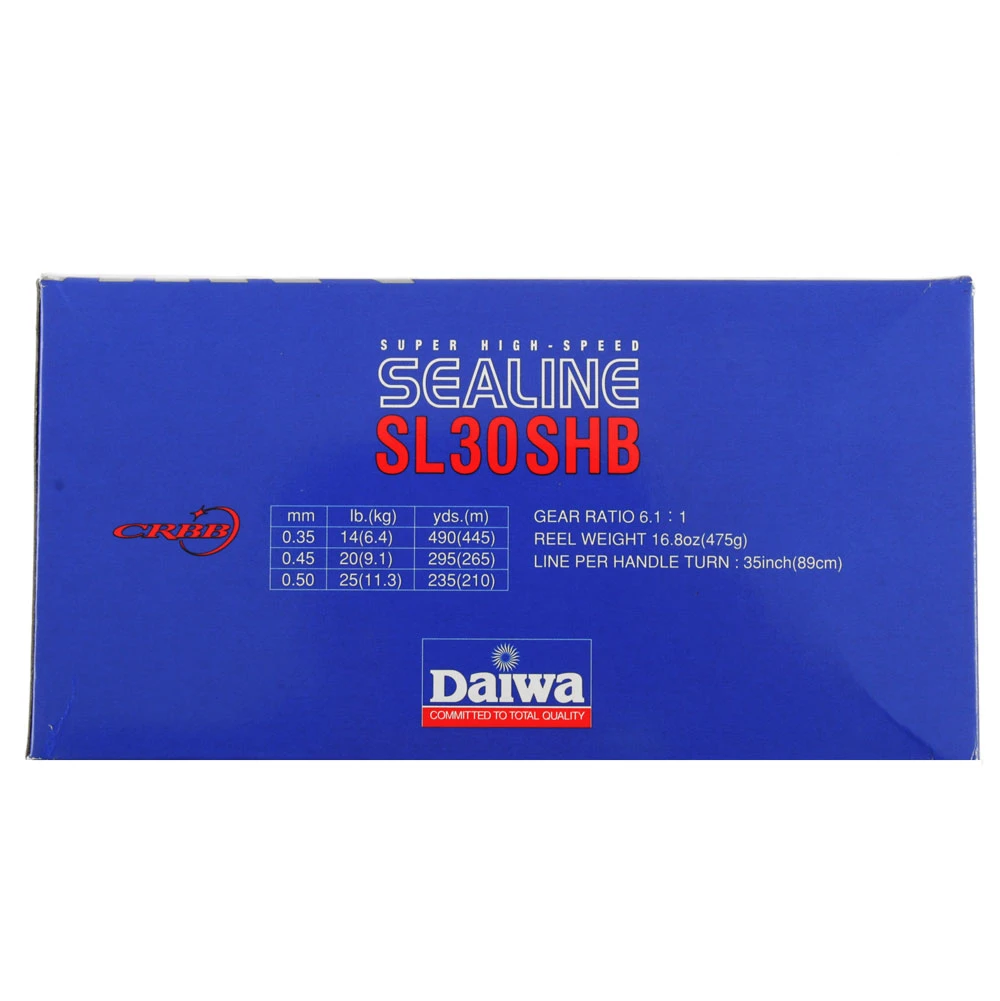 SUPER HIGH-SPEED
SEALINE
SL30SHB
CRBB
mm lb.(kg) yds.(m)
0.35 14(6.4) 490(445)
0.45 20(9.1) 295(265)
0.50 25(11.3) 235(210)
GEAR RATIO 6.1 : 1
REEL WEIGHT 16.8oz(475g)
LINE PER HANDLE TURN : 35inch(89cm)
Daiwa
COMMITTED TO TOTAL QUALITY